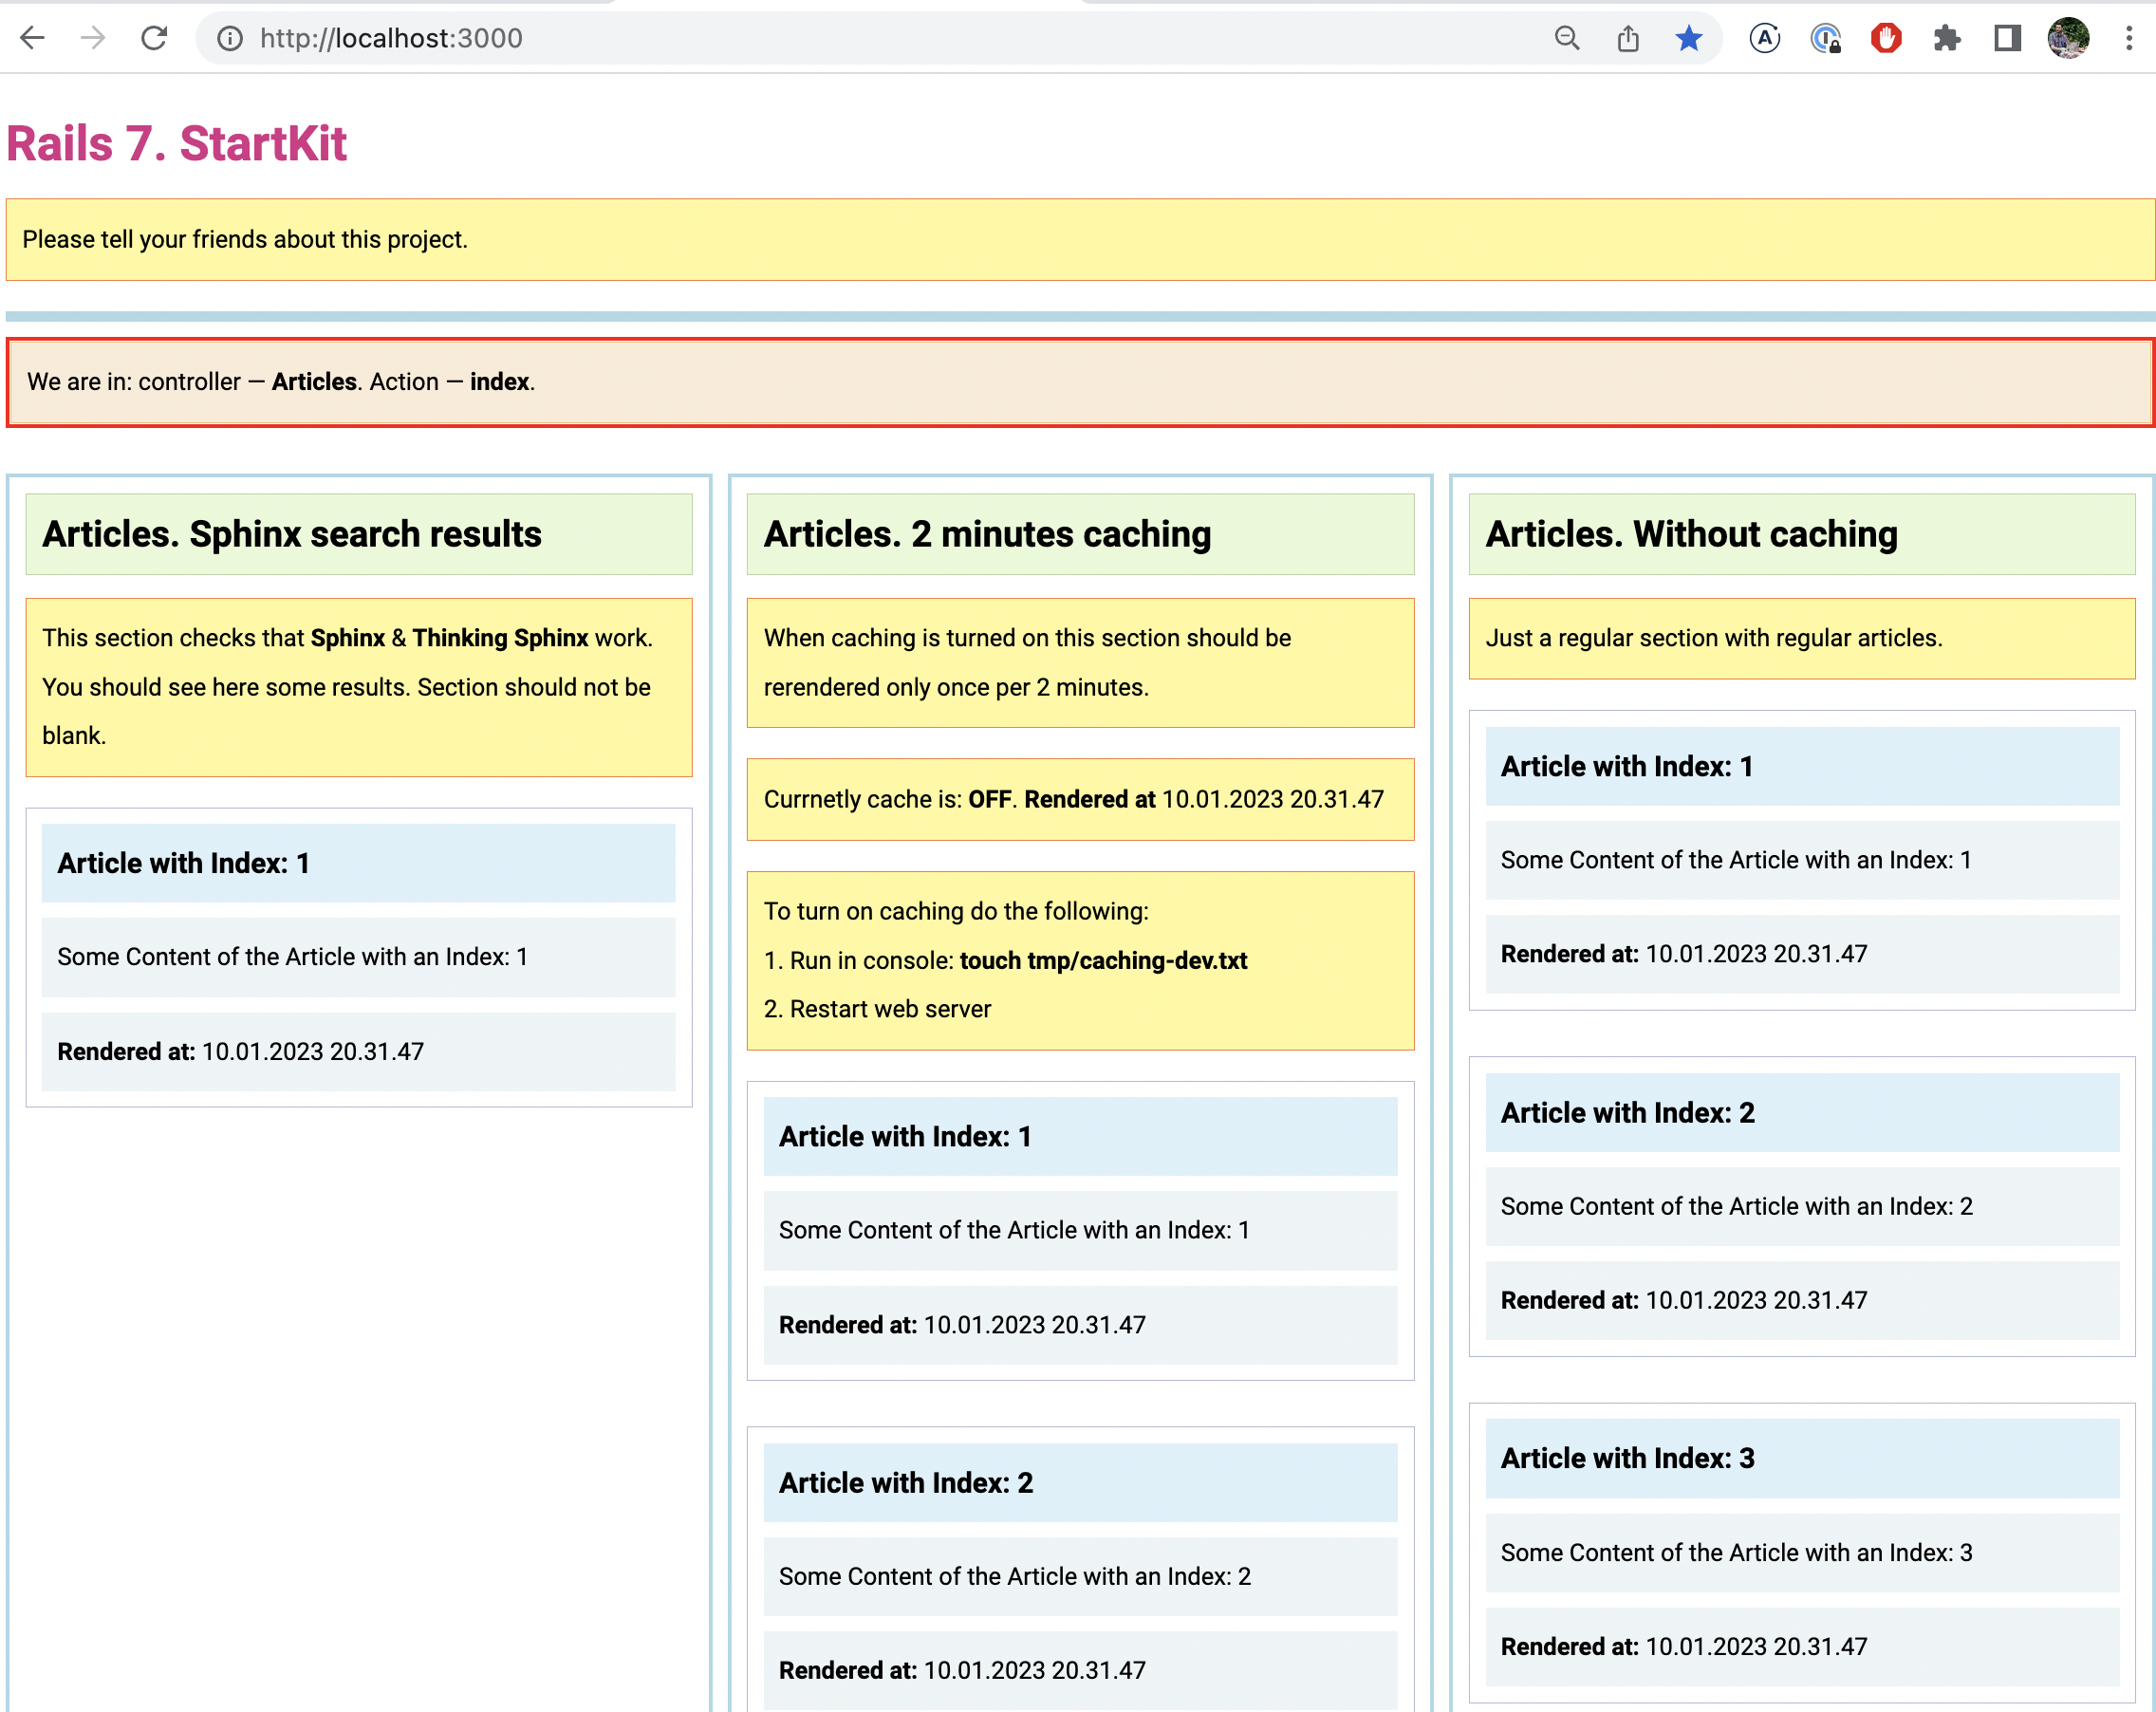 http://localhost:3000
Rails 7. StartKit
Please tell your friends about this project.
We are in: controller — Articles. Action — index.
Articles. Sphinx search results
This section checks that Sphinx & Thinking Sphinx work.
You should see here some results. Section should not be
blank.
Article with Index: 1
Some Content of the Article with an Index: 1
Rendered at: 10.01.2023 20.31.47
Articles. 2 minutes caching
When caching is turned on this section should be
rerendered only once per 2 minutes.
Currnetly cache is: OFF. Rendered at 10.01.2023 20.31.47
To turn on caching do the following:
1. Run in console: touch tmp/caching-dev.txt
2. Restart web server
Article with Index: 1
Some Content of the Article with an Index: 1
Rendered at: 10.01.2023 20.31.47
Article with Index: 2
Some Content of the Article with an Index: 2
Rendered at: 10.01.2023 20.31.47
Articles. Without caching
Just a regular section with regular articles.
Article with Index: 1
Some Content of the Article with an Index: 1
Rendered at: 10.01.2023 20.31.47
Article with Index: 2
Some Content of the Article with an Index: 2
Rendered at: 10.01.2023 20.31.47
Article with Index: 3
Some Content of the Article with an Index: 3
Rendered at: 10.01.2023 20.31.47